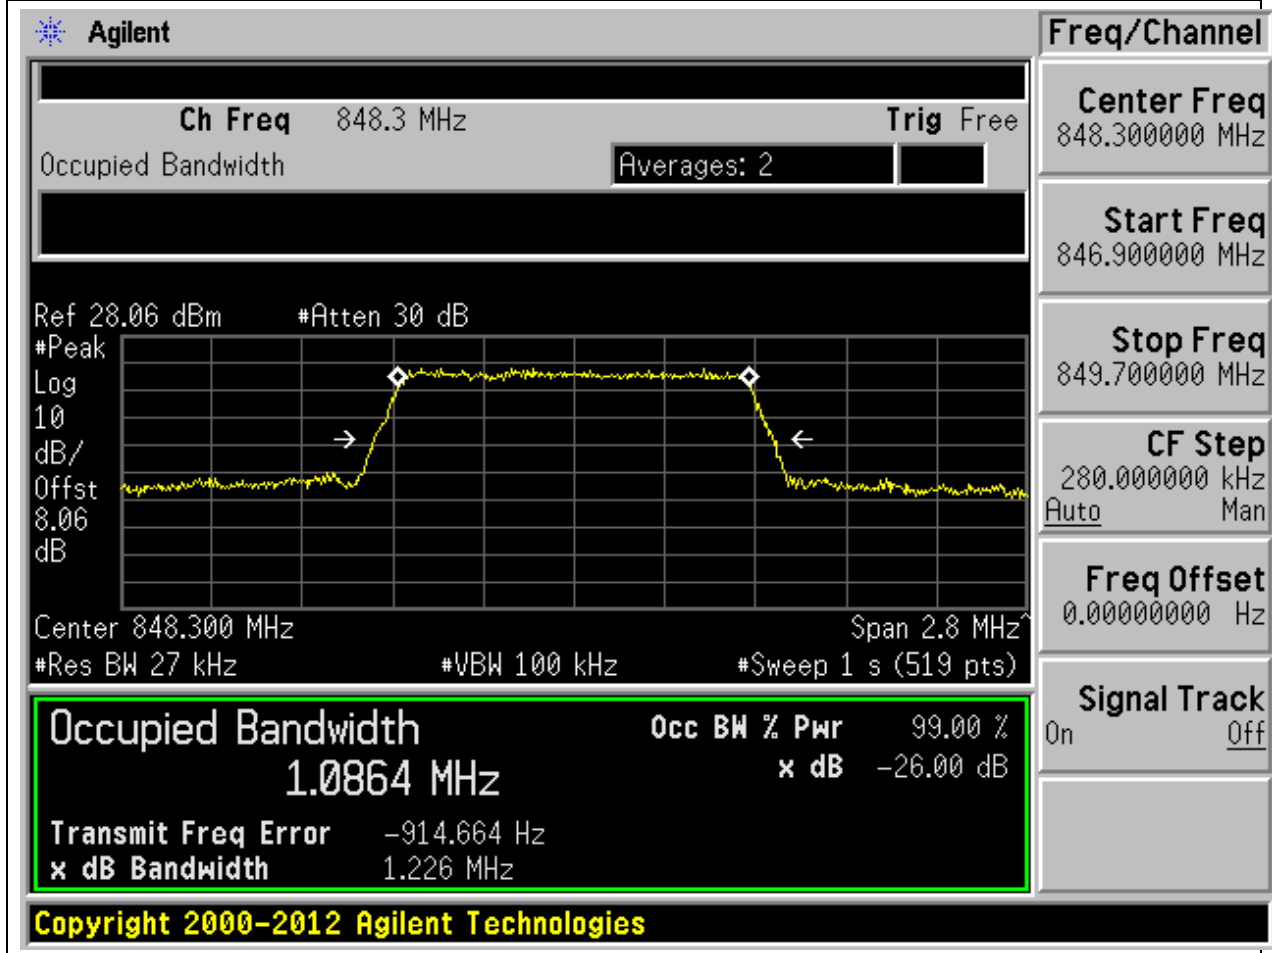 Agilent
Freq/Channel
Ch Freq 848.3 MHz Trig Free
Occupied Bandwidth Averages: 2
Ref 28.06 dBm #Atten 30 dB
#Peak
Log
10
dB/
Offst
8.06
dB
Center 848.300 MHz Span 2.8 MHz^
#Res BW 27 kHz #VBW 100 kHz #Sweep 1 s (519 pts)
Occupied Bandwidth Occ BW % Pwr 99.00 %
1.0864 MHz x dB -26.00 dB
Transmit Freq Error -914.664 Hz
x dB Bandwidth 1.226 MHz
Copyright 2000-2012 Agilent Technologies
Center Freq
848.300000 MHz
Start Freq
846.900000 MHz
Stop Freq
849.700000 MHz
CF Step
280.000000 kHz
Auto Man
Freq Offset
0.00000000 Hz
Signal Track
On Off